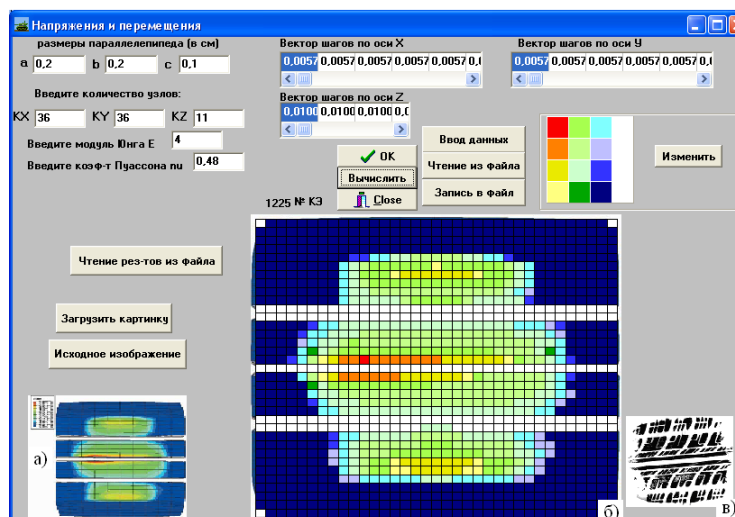 Напряжения и перемещения
размеры параллелепипеда (в см)
a 0,2 b 0,2 c 0,1
Введите количество узлов:
KX 36 KY 36 KZ 11
Введите модуль Юнга E 4
Введите коэф-т Пуассона nu 0,48
Вектор шагов по оси X
0,0057 0,0057 0,0057 0,0057 0,0057
Вектор шагов по оси У
0,0057 0,0057 0,0057 0,0057 0,0057
Вектор шагов по оси Z
0,0100 0,0100 0,0100
OK
Вычислить
Close
Ввод данных
Чтение из файла
Запись в файл
Изменить
1225 № КЭ
Чтение рез-тов из файла
Загрузить картинку
Исходное изображение
а)
б)
в)